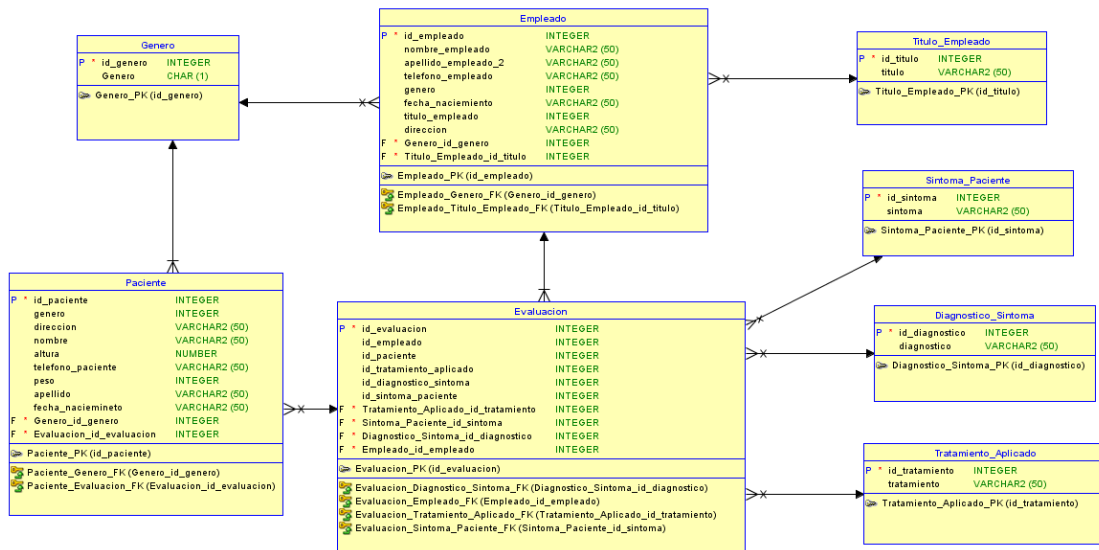 Empleado
P * id_empleado INTEGER
nombre_empleado VARCHAR2 (50)
apellido_empleado_2 VARCHAR2 (50)
telefono_empleado VARCHAR2 (50)
genero INTEGER
fecha_naciemiento VARCHAR2 (50)
titulo_empleado INTEGER
direccion VARCHAR2 (50)
F * Genero_id_genero INTEGER
F * Titulo_Empleado_id_titulo INTEGER
Empleado_PK (id_empleado)
Empleado_Genero_FK (Genero_id_genero)
Empleado_Titulo_Empleado_FK (Titulo_Empleado_id_titulo)
Genero
P * id_genero INTEGER
Genero CHAR (1)
Genero_PK (id_genero)
Titulo_Empleado
P * id_titulo INTEGER
titulo VARCHAR2 (50)
Titulo_Empleado_PK (id_titulo)
Sintoma_Paciente
P * id_sintoma INTEGER
sintoma VARCHAR2 (50)
Sintoma_Paciente_PK (id_sintoma)
Paciente
P * id_paciente INTEGER
genero INTEGER
direccion VARCHAR2 (50)
nombre VARCHAR2 (50)
altura NUMBER
telefono_paciente VARCHAR2 (50)
peso INTEGER
apellido VARCHAR2 (50)
fecha_naciemineto VARCHAR2 (50)
F * Genero_id_genero INTEGER
F * Evaluacion_id_evaluacion INTEGER
Paciente_PK (id_paciente)
Paciente_Genero_FK (Genero_id_genero)
Paciente_Evaluacion_FK (Evaluacion_id_evaluacion)
Evaluacion
P * id_evaluacion INTEGER
id_empleado INTEGER
id_paciente INTEGER
id_tratamiento_aplicado INTEGER
id_diagnostico_sintoma INTEGER
id_sintoma_paciente INTEGER
F * Tratamiento_Aplicado_id_tratamiento INTEGER
F * Sintoma_Paciente_id_sintoma INTEGER
F * Diagnostico_Sintoma_id_diagnostico INTEGER
F * Empleado_id_empleado INTEGER
Evaluacion_PK (id_evaluacion)
Evaluacion_Diagnostico_Sintoma_FK (Diagnostico_Sintoma_id_diagnostico)
Evaluacion_Empleado_FK (Empleado_id_empleado)
Evaluacion_Tratamiento_Aplicado_FK (Tratamiento_Aplicado_id_tratamiento)
Evaluacion_Sintoma_Paciente_FK (Sintoma_Paciente_id_sintoma)
Diagnostico_Sintoma
P * id_diagnostico INTEGER
diagnostico VARCHAR2 (50)
Diagnostico_Sintoma_PK (id_diagnostico)
Tratamiento_Aplicado
P * id_tratamiento INTEGER
tratamiento VARCHAR2 (50)
Tratamiento_Aplicado_PK (id_tratamiento)